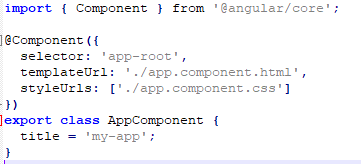 import { Component } from '@angular/core';
@Component({
  selector: 'app-root',
  templateUrl: './app.component.html',
  styleUrls: ['./app.component.css']
})
export class AppComponent {
  title = 'my-app';
}